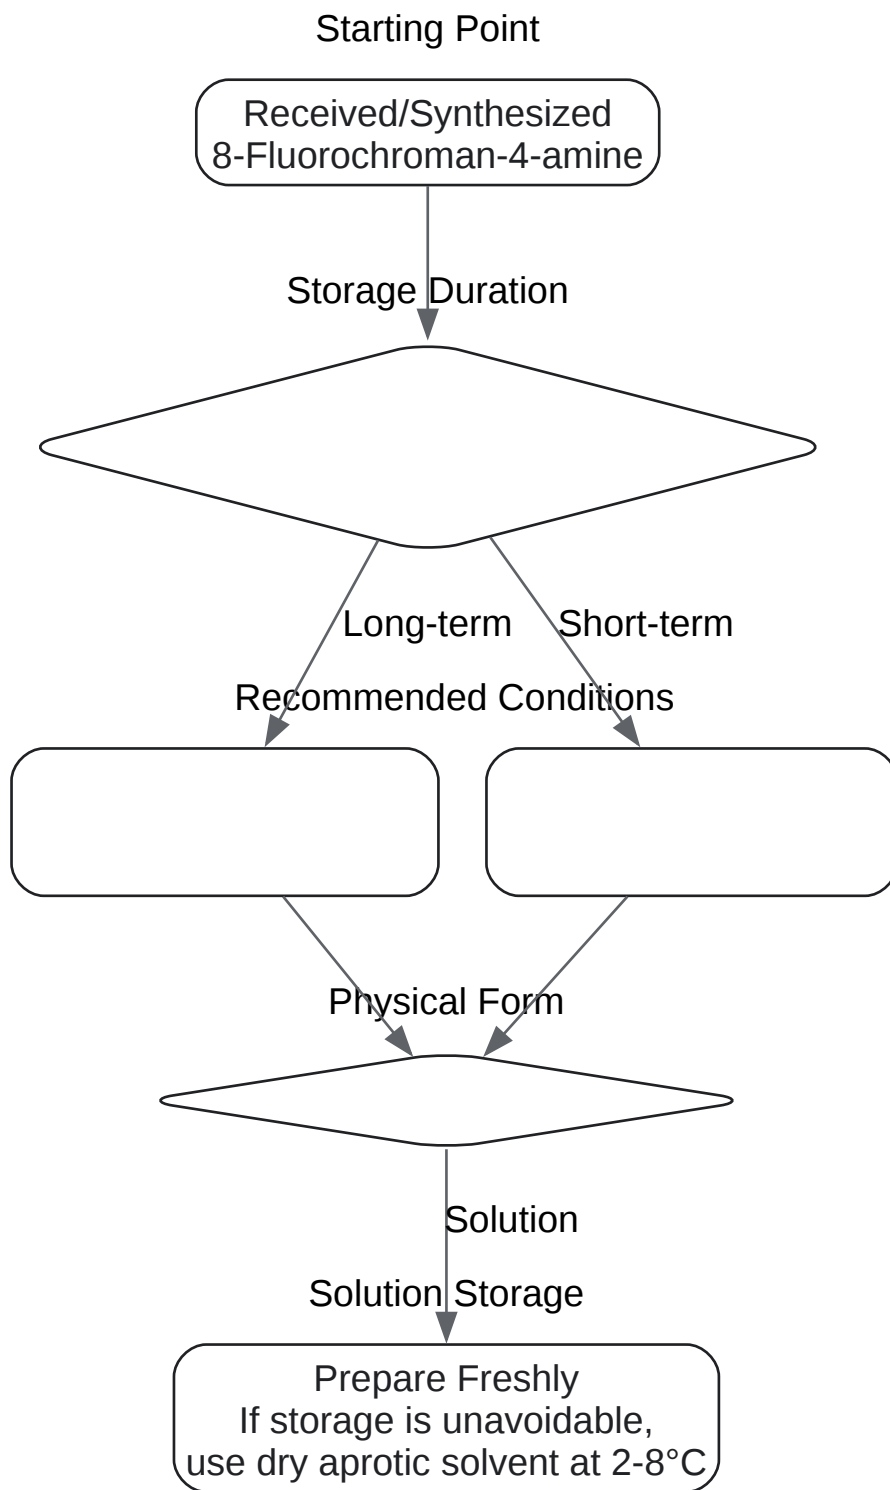 Starting Point
Received/Synthesized
8-Fluorochroman-4-amine
Storage Duration
Long-term
Short-term
Recommended Conditions
Physical Form
Solution
Solution Storage
Prepare Freshly
If storage is unavoidable,
use dry aprotic solvent at 2-8°C